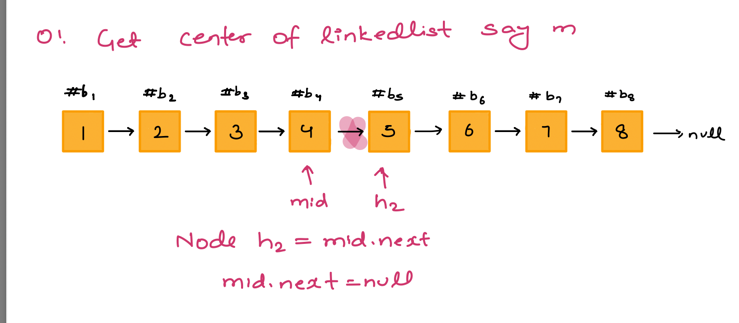 01. Get center of linkedlist say m
#b1 #b2 #b3 #b4 #b5 #b6 #b7 #b8
1 → 2 → 3 → 4 → 5 → 6 → 7 → 8 → null
↑ ↑
mid h2
Node h2 = mid.next
mid.next = null